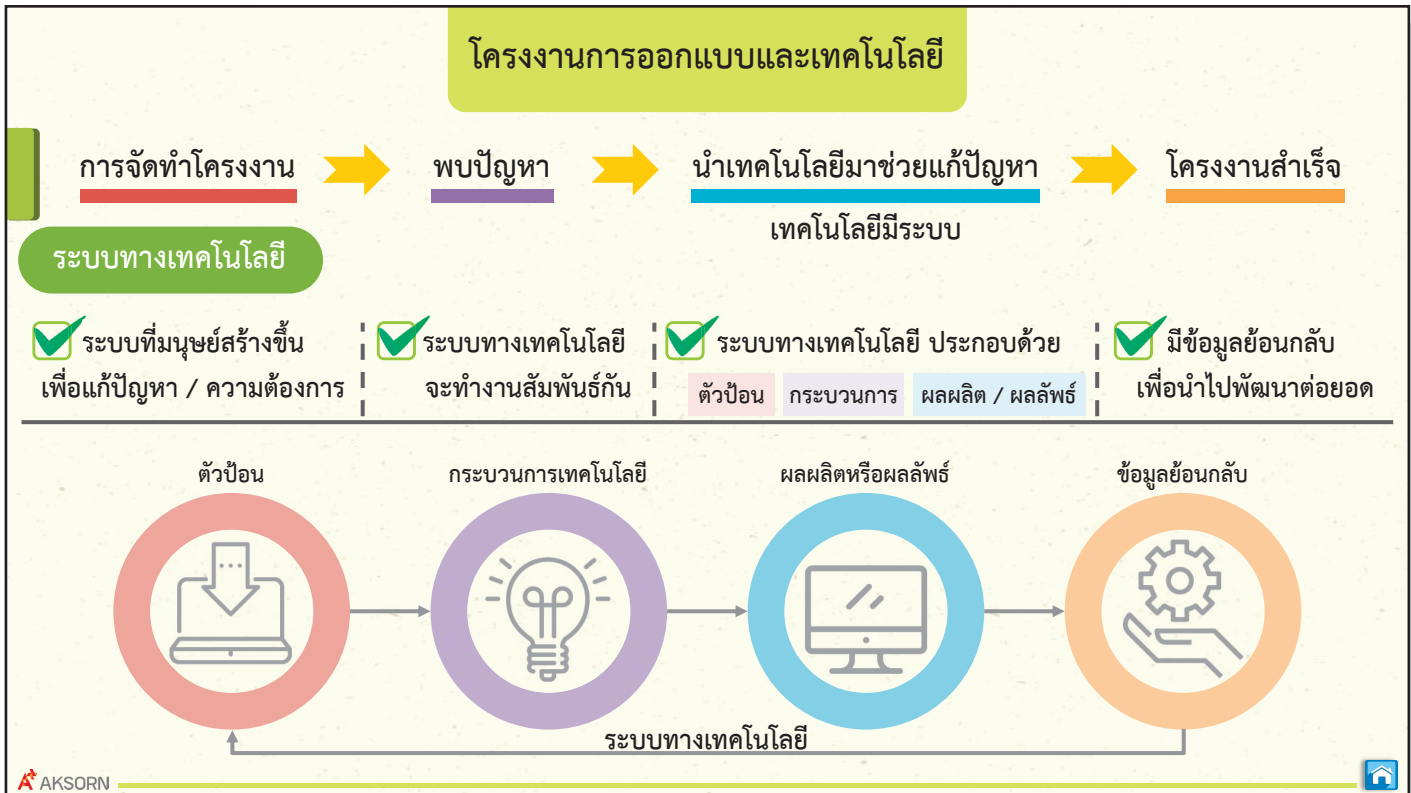 โครงงานการออกแบบและเทคโนโลยี
การจัดทำโครงงาน
พบปัญหา
นำเทคโนโลยีมาช่วยแก้ปัญหา
เทคโนโลยีมีระบบ
โครงงานสำเร็จ
ระบบทางเทคโนโลยี
ระบบที่มนุษย์สร้างขึ้น
เพื่อแก้ปัญหา / ความต้องการ
ระบบทางเทคโนโลยี
จะทำงานสัมพันธ์กัน
ระบบทางเทคโนโลยี ประกอบด้วย
ตัวป้อน กระบวนการ ผลผลิต / ผลลัพธ์
มีข้อมูลย้อนกลับ
เพื่อนำไปพัฒนาต่อยอด
ตัวป้อน
กระบวนการเทคโนโลยี
ผลผลิตหรือผลลัพธ์
ข้อมูลย้อนกลับ
ระบบทางเทคโนโลยี
AKSORN